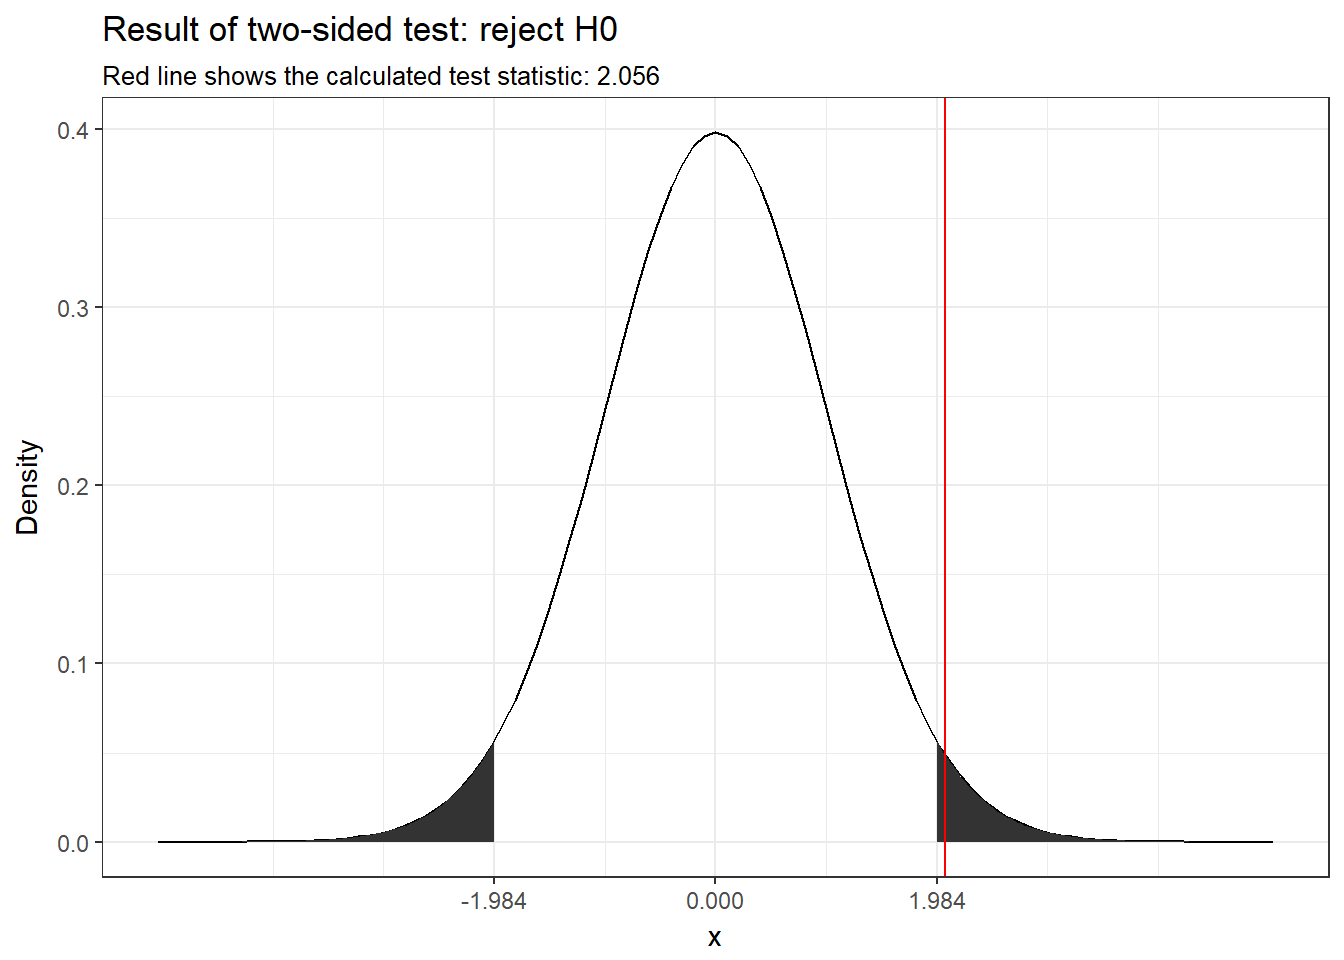 Result of two-sided test: reject H0
Red line shows the calculated test statistic: 2.056
0.4
0.3
0.2
0.1
0.0
Density
-1.984
0.000
1.984
x